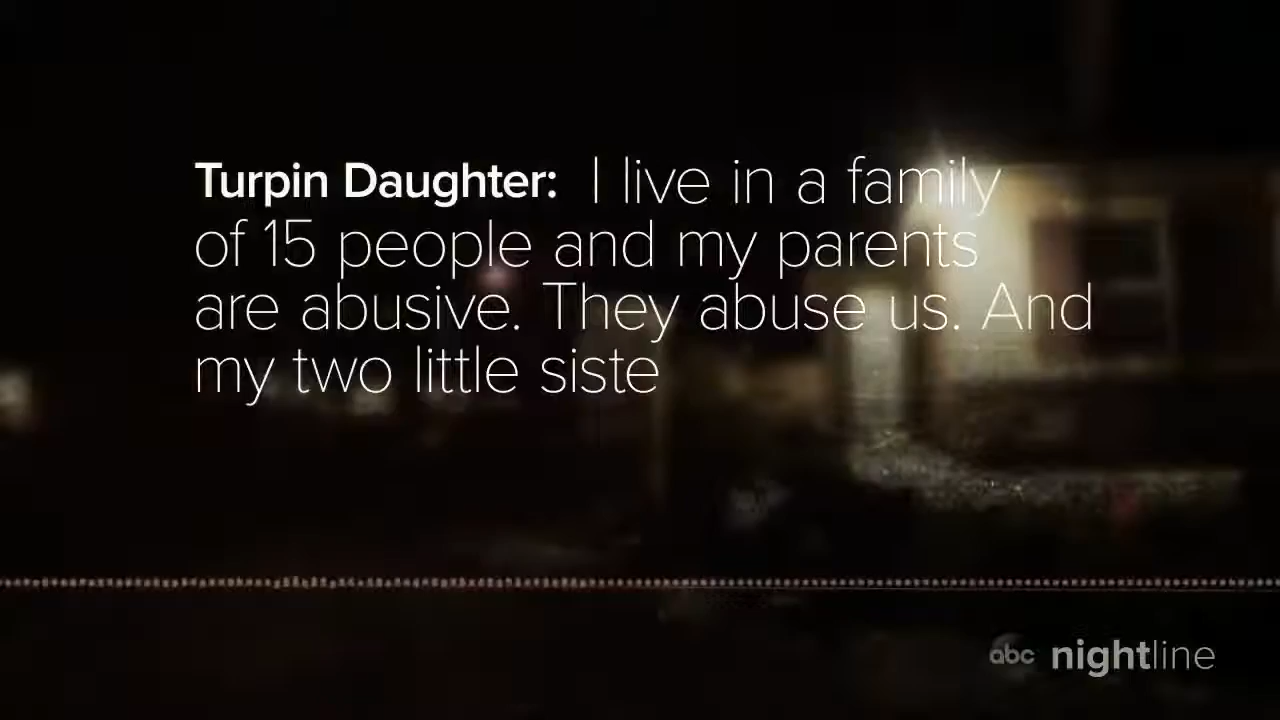 Turpin Daughter: I live in a family
of 15 people and my parents
are abusive. They abuse us. And
my two little siste
abc nightline